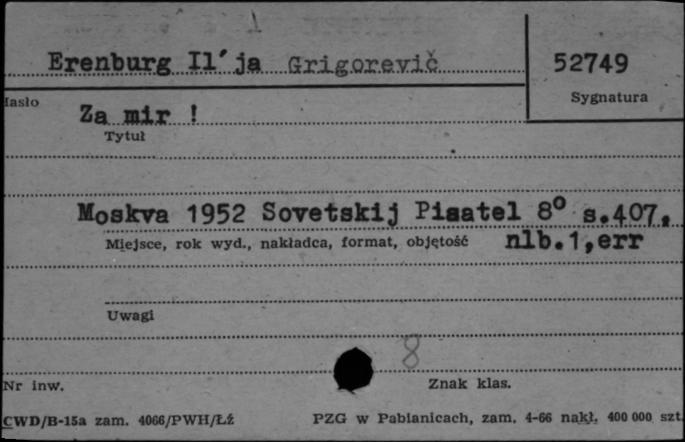 Erenburg Il'ja Grigorevič
52749
Hasło
Sygnatura
Za mir !
Tytuł
Moskva 1952 Sovetskij Pisatel 8° s.407,
nlb.1,err
Miejsce, rok wyd., nakładca, format, objętość
Uwagi
8
Nr inw.
Znak klas.
CWD/B-15a zam. 4066/PWH/Łż
PZG w Pabianicach, zam. 4-66 nakł. 400 000 szt.